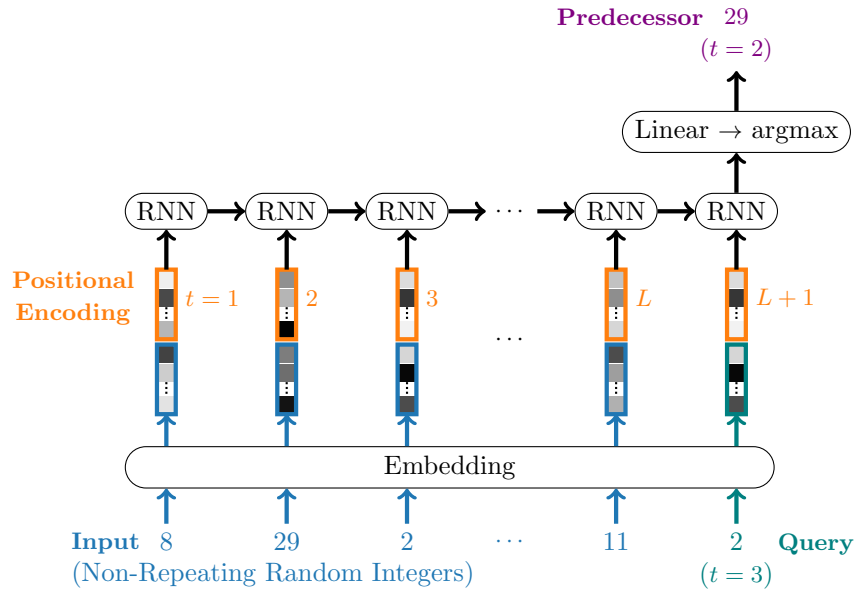 Predecessor 29
(t = 2)
Linear → argmax
RNN RNN RNN ··· RNN RNN
Positional
Encoding
t = 1 2 3 L L + 1
···
Embedding
Input 8 29 2 ··· 11 2 Query
(Non-Repeating Random Integers) (t = 3)